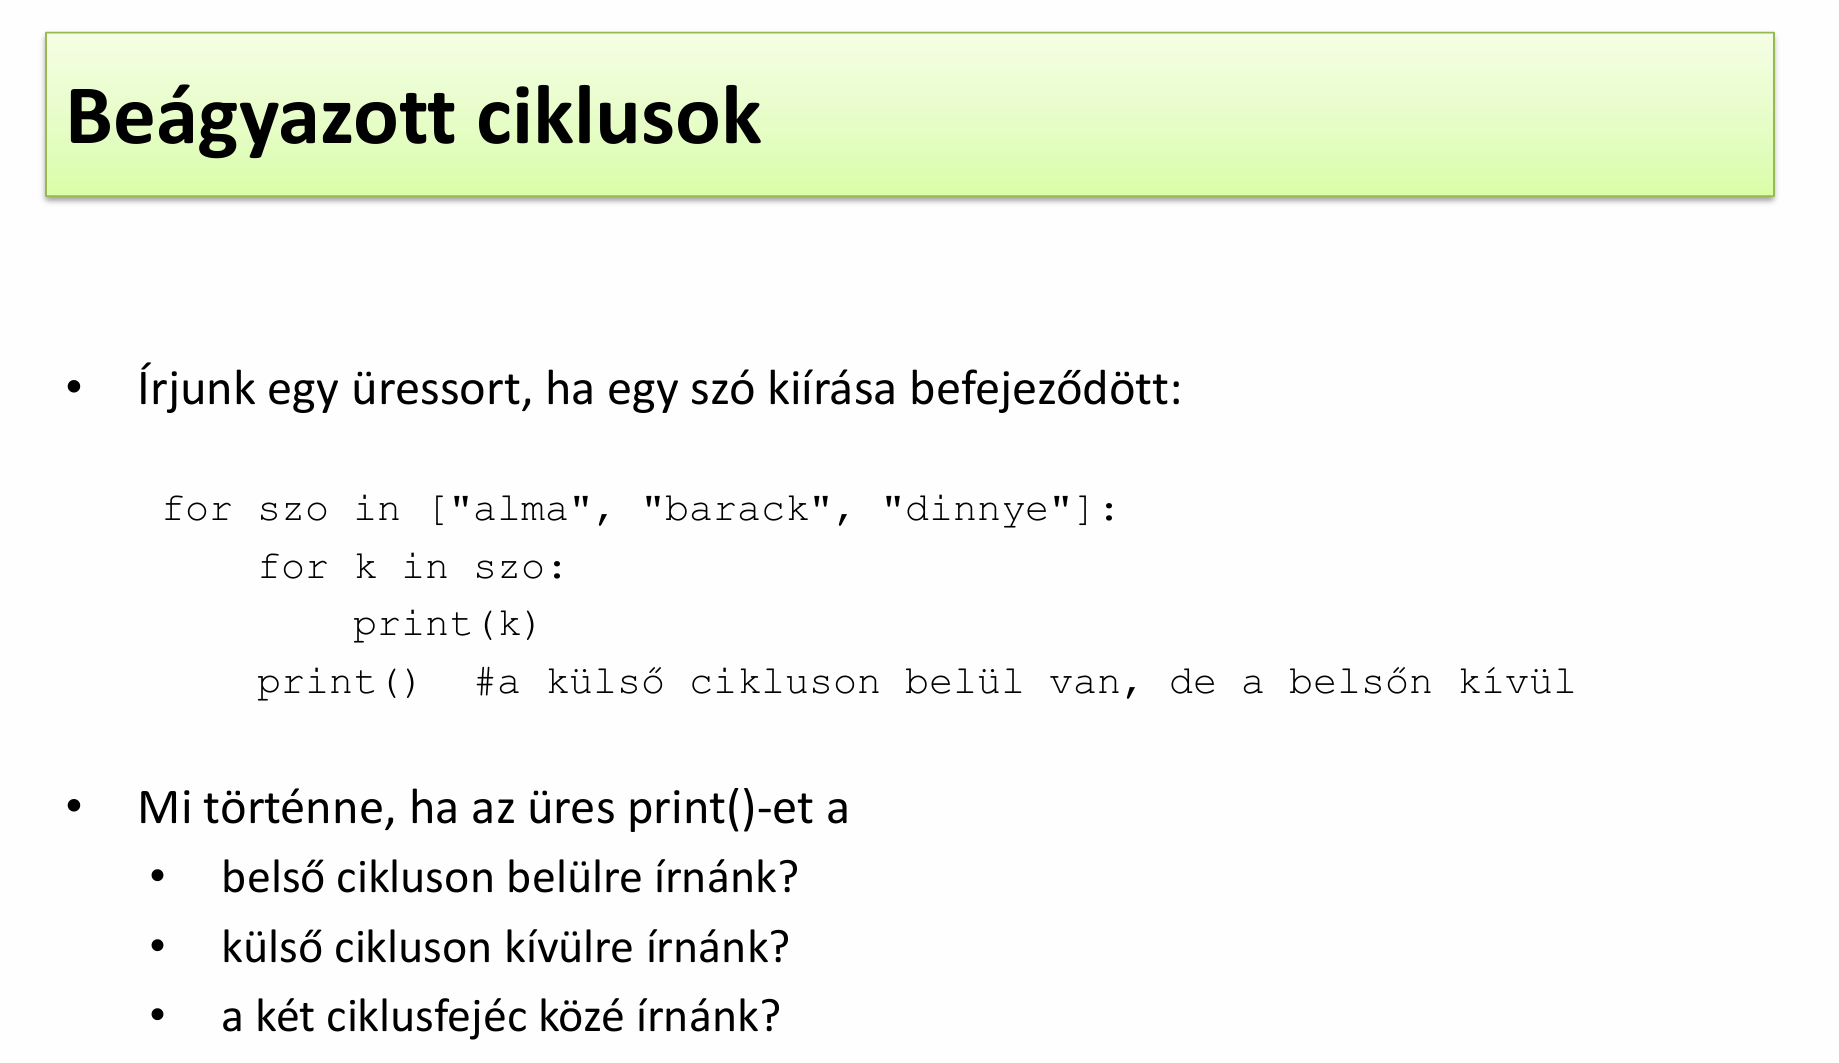 Beágyazott ciklusok
• Írjunk egy üressort, ha egy szó kiírása befejeződött:
for szo in ["alma", "barack", "dinnye"]:
    for k in szo:
        print(k)
    print()  #a külső cikluson belül van, de a belsőn kívül
• Mi történne, ha az üres print()-et a
• belső cikluson belülre írnánk?
• külső cikluson kívülre írnánk?
• a két ciklusfejéc közé írnánk?